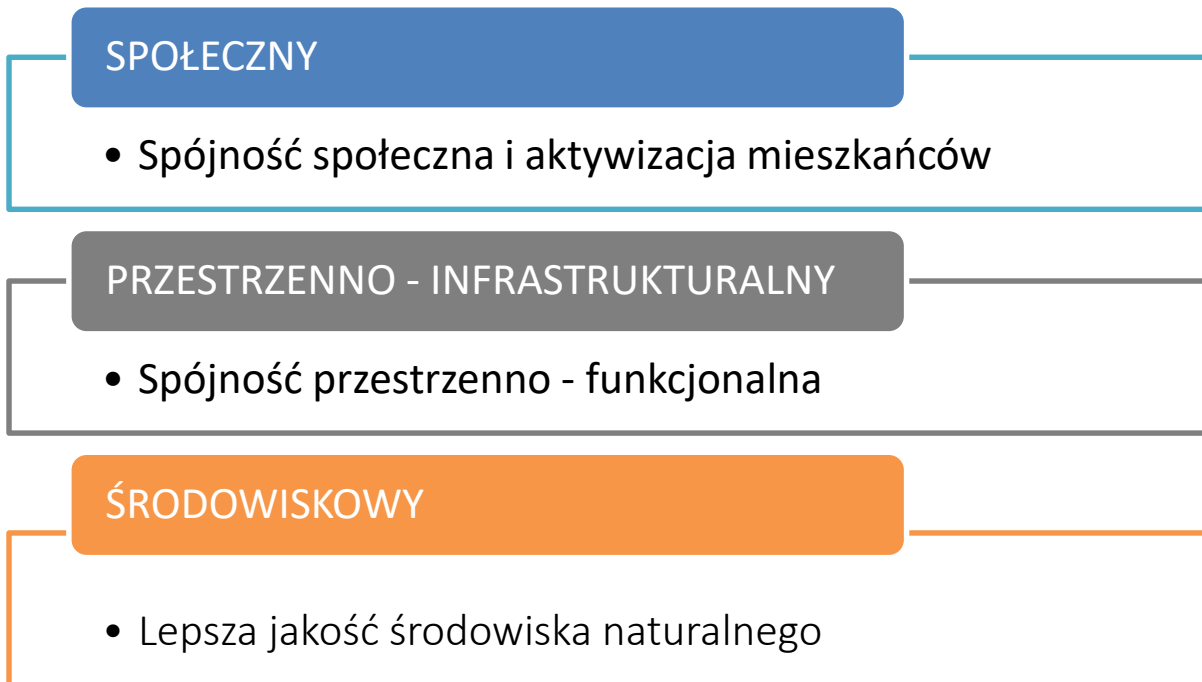 SPOŁECZNY
• Spójność społeczna i aktywizacja mieszkańców
PRZESTRZENNO - INFRASTRUKTURALNY
• Spójność przestrzenno - funkcjonalna
ŚRODOWISKOWY
• Lepsza jakość środowiska naturalnego